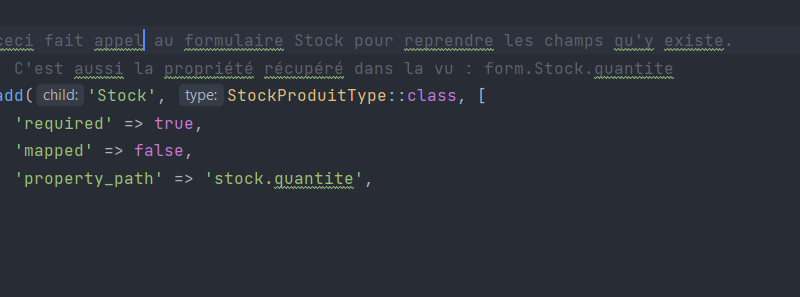 ceci fait appel au formulaire Stock pour reprendre les champs qu'y existe.
C'est aussi la propriété récupéré dans la vu : form.Stock.quantite
add( child: 'Stock', type: StockProduitType::class, [
'required' => true,
'mapped' => false,
'property_path' => 'stock.quantite',